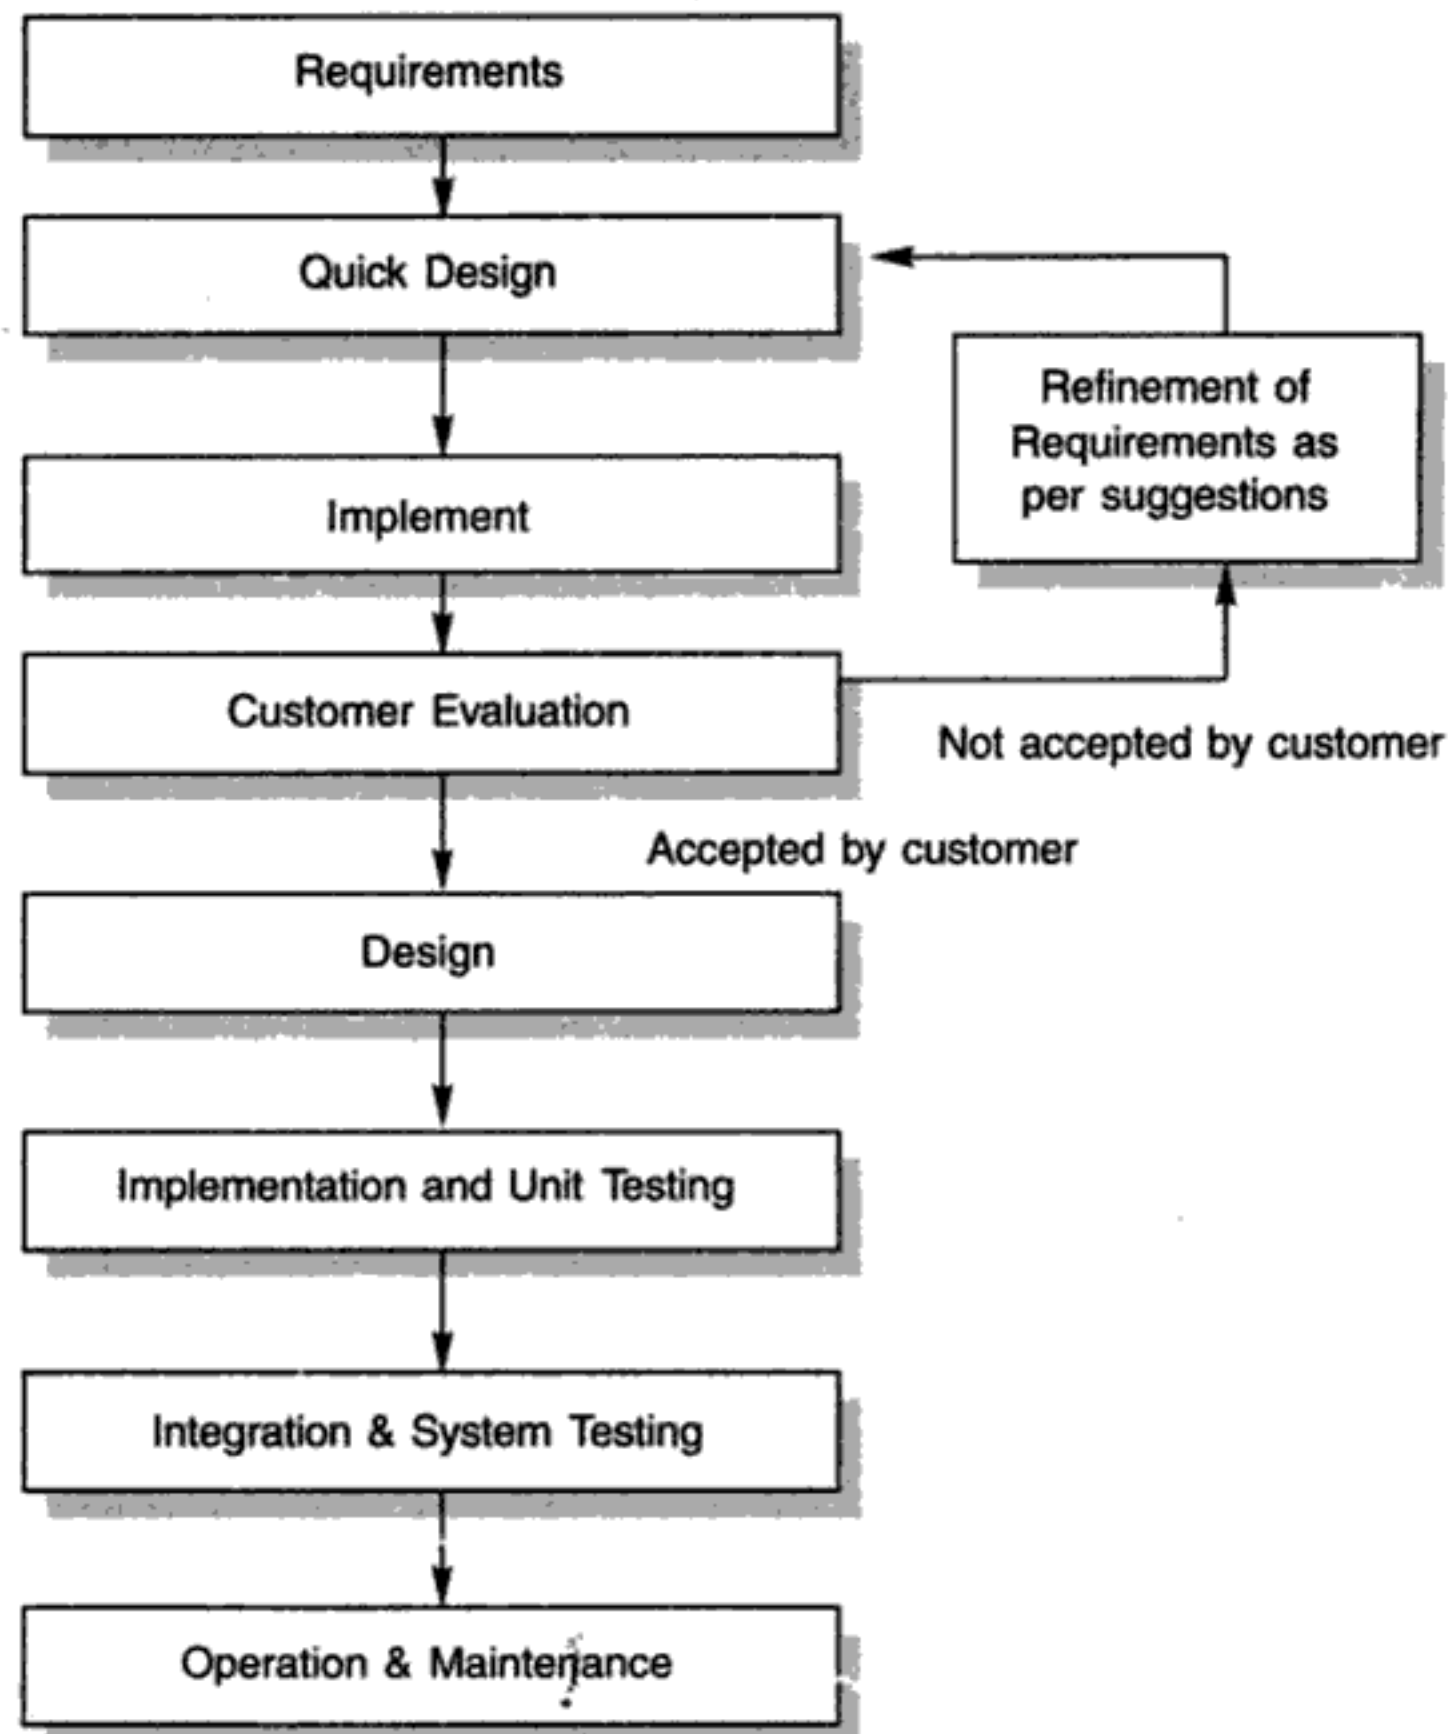 Requirements
Quick Design
Refinement of
Requirements as
per suggestions
Implement
Customer Evaluation
Not accepted by customer
Accepted by customer
Design
Implementation and Unit Testing
Integration & System Testing
Operation & Maintenance